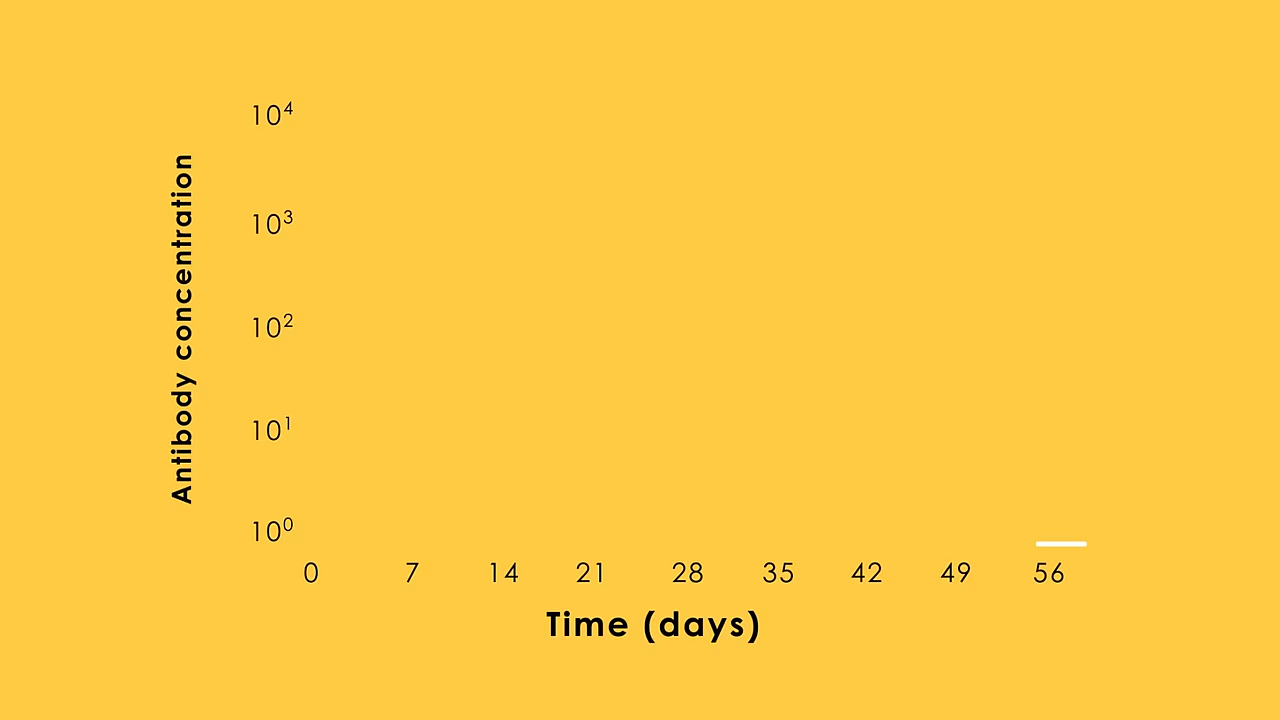 10⁴
10³
10²
10¹
10⁰
Antibody concentration
0 7 14 21 28 35 42 49 56
Time (days)